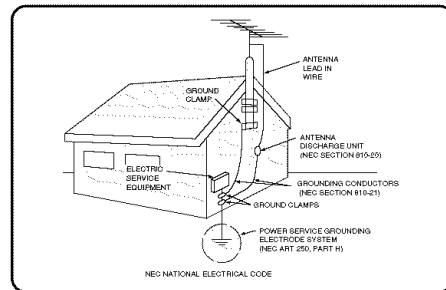 ANTENNA
LEAD IN
WIRE
GROUND
CLAMP
ANTENNA
DISCHARGE UNIT
(NEC SECTION 810-20)
ELECTRIC
SERVICE
EQUIPMENT
GROUNDING CONDUCTORS
(NEC SECTION 810-21)
GROUND CLAMPS
POWER SERVICE GROUNDING
ELECTRODE SYSTEM
(NEC ART 250, PART H)
NEC NATIONAL ELECTRICAL CODE